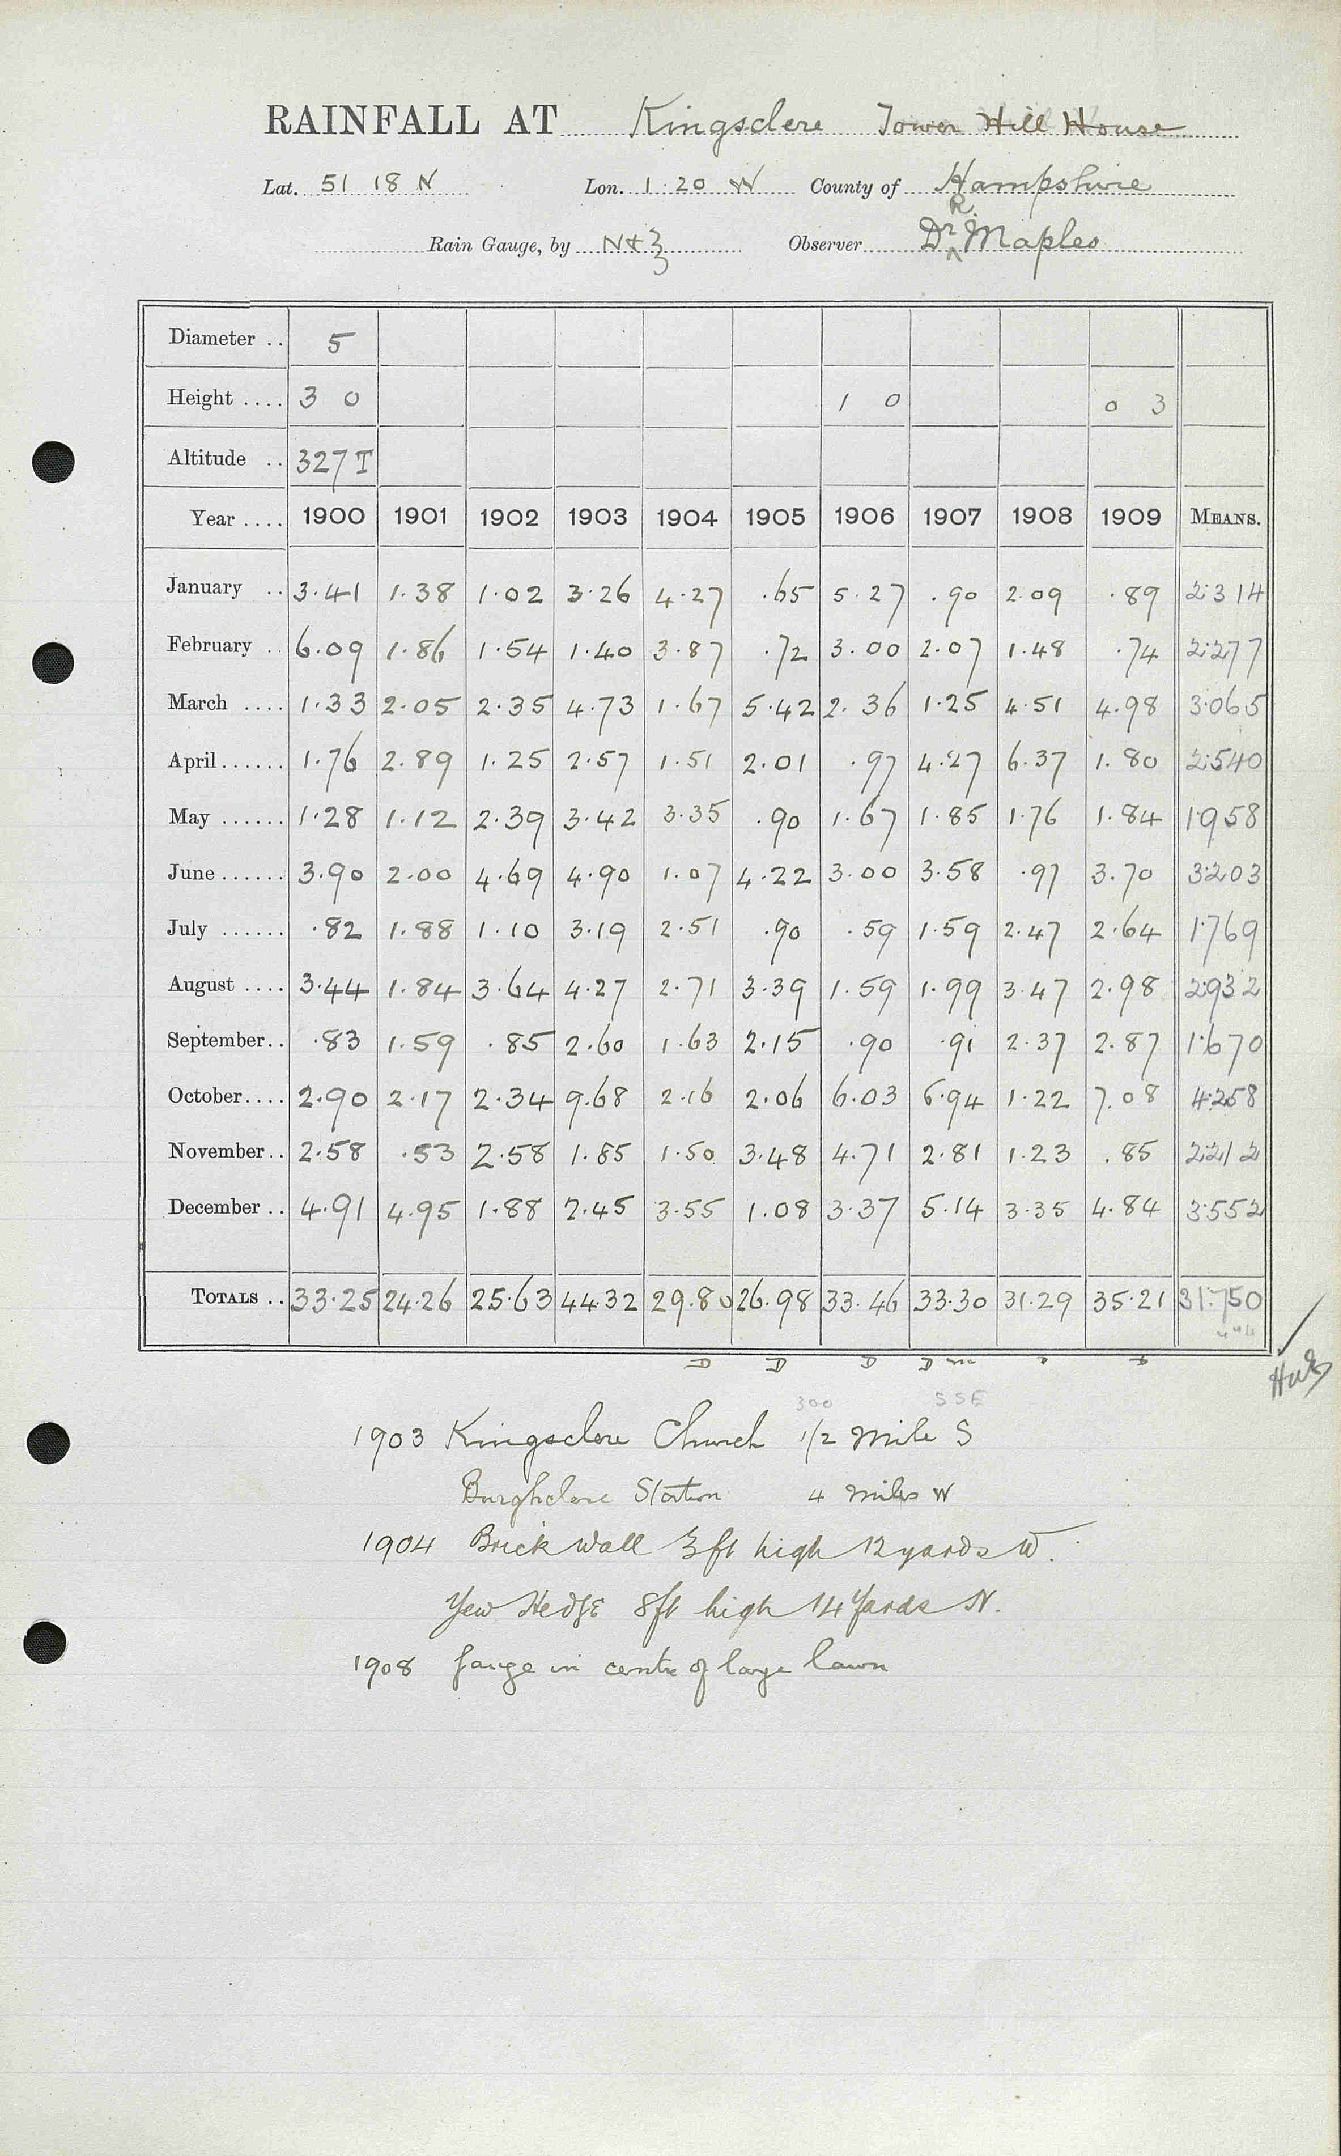 RAINFALL AT Kingsclere Tower Hill House
Lat. 51 18 N Lon. 1 20 W County of Hampshire
Rain Gauge, by N&Z Observer Dr R. Maples
Diameter .. 5
Height .... 3 0 1 0 0 3
Altitude .. 327 T
Year .... 1900 1901 1902 1903 1904 1905 1906 1907 1908 1909 MEANS.
January .. 3.41 1.38 1.02 3.26 4.27 .65 5.27 .90 2.09 .89 2.314
February .. 6.09 1.86 1.54 1.40 3.87 .72 3.00 2.07 1.48 .74 2.277
March .... 1.33 2.05 2.35 4.73 1.67 5.42 2.36 1.25 4.51 4.98 3.065
April ...... 1.76 2.89 1.25 2.57 1.51 2.01 .97 4.27 6.37 1.80 2.540
May ...... 1.28 1.12 2.39 3.42 3.35 .90 1.67 1.85 1.76 1.84 1.958
June ...... 3.90 2.00 4.69 4.90 1.07 4.22 3.00 3.58 .97 3.70 3.203
July ...... .82 1.88 1.10 3.19 2.51 .90 .59 1.59 2.47 2.64 1.769
August .... 3.44 1.84 3.64 4.27 2.71 3.39 1.59 1.99 3.47 2.98 2.932
September.. .83 1.59 .85 2.60 1.63 2.15 .90 .91 2.37 2.87 1.670
October.... 2.90 2.17 2.34 9.68 2.16 2.06 6.03 6.94 1.22 7.08 4.258
November.. 2.58 .53 2.58 1.85 1.50 3.48 4.71 2.81 1.23 .85 2.212
December .. 4.91 4.95 1.88 2.45 3.55 1.08 3.37 5.14 3.35 4.84 3.552
TOTALS .. 33.25 24.26 25.63 44.32 29.80 26.98 33.46 33.30 31.29 35.21 31.750
D D D D m
300 SSE
1903 Kingsclere Church 1/2 mile S
Burghclere Station 4 miles W
1904 Brick wall 3ft high 12 yards W.
Yew Hedge 8ft high 14 Yards N.
1908 Gauge in centre of large lawn